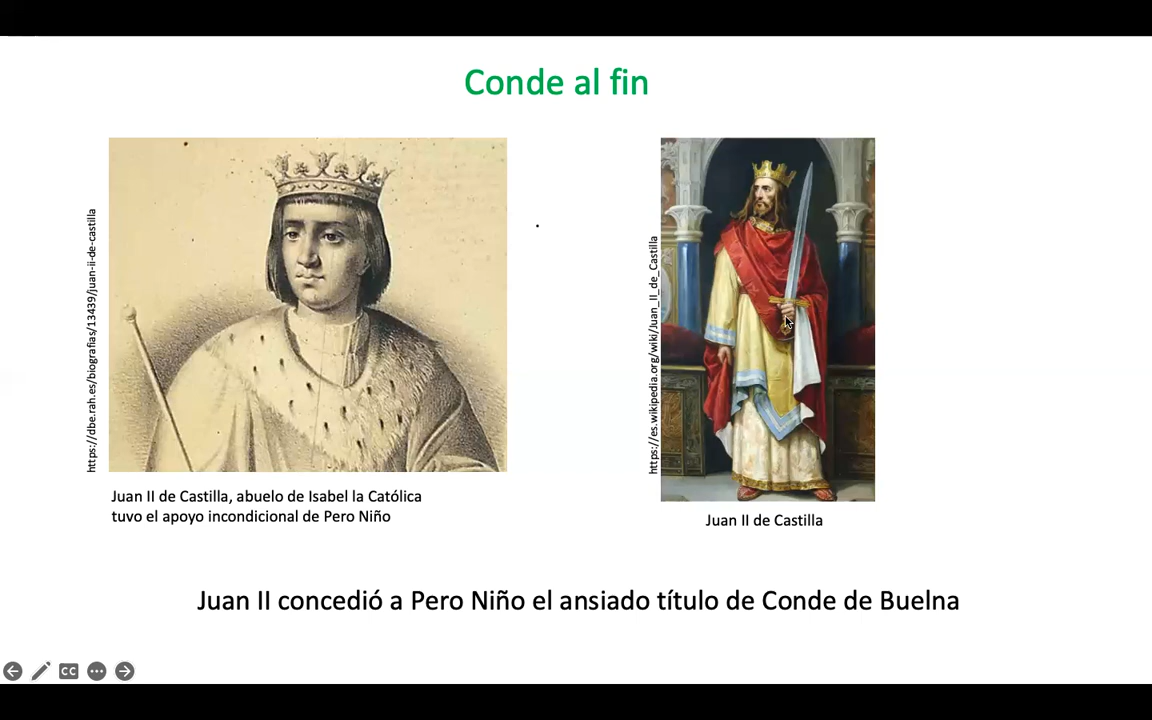 Conde al fin
https://dbe.rah.es/biografias/13439/juan-ii-de-castilla
https://es.wikipedia.org/wiki/Juan_II_de_Castilla
Juan II de Castilla, abuelo de Isabel la Católica
tuvo el apoyo incondicional de Pero Niño
Juan II de Castilla
Juan II concedió a Pero Niño el ansiado título de Conde de Buelna
CC